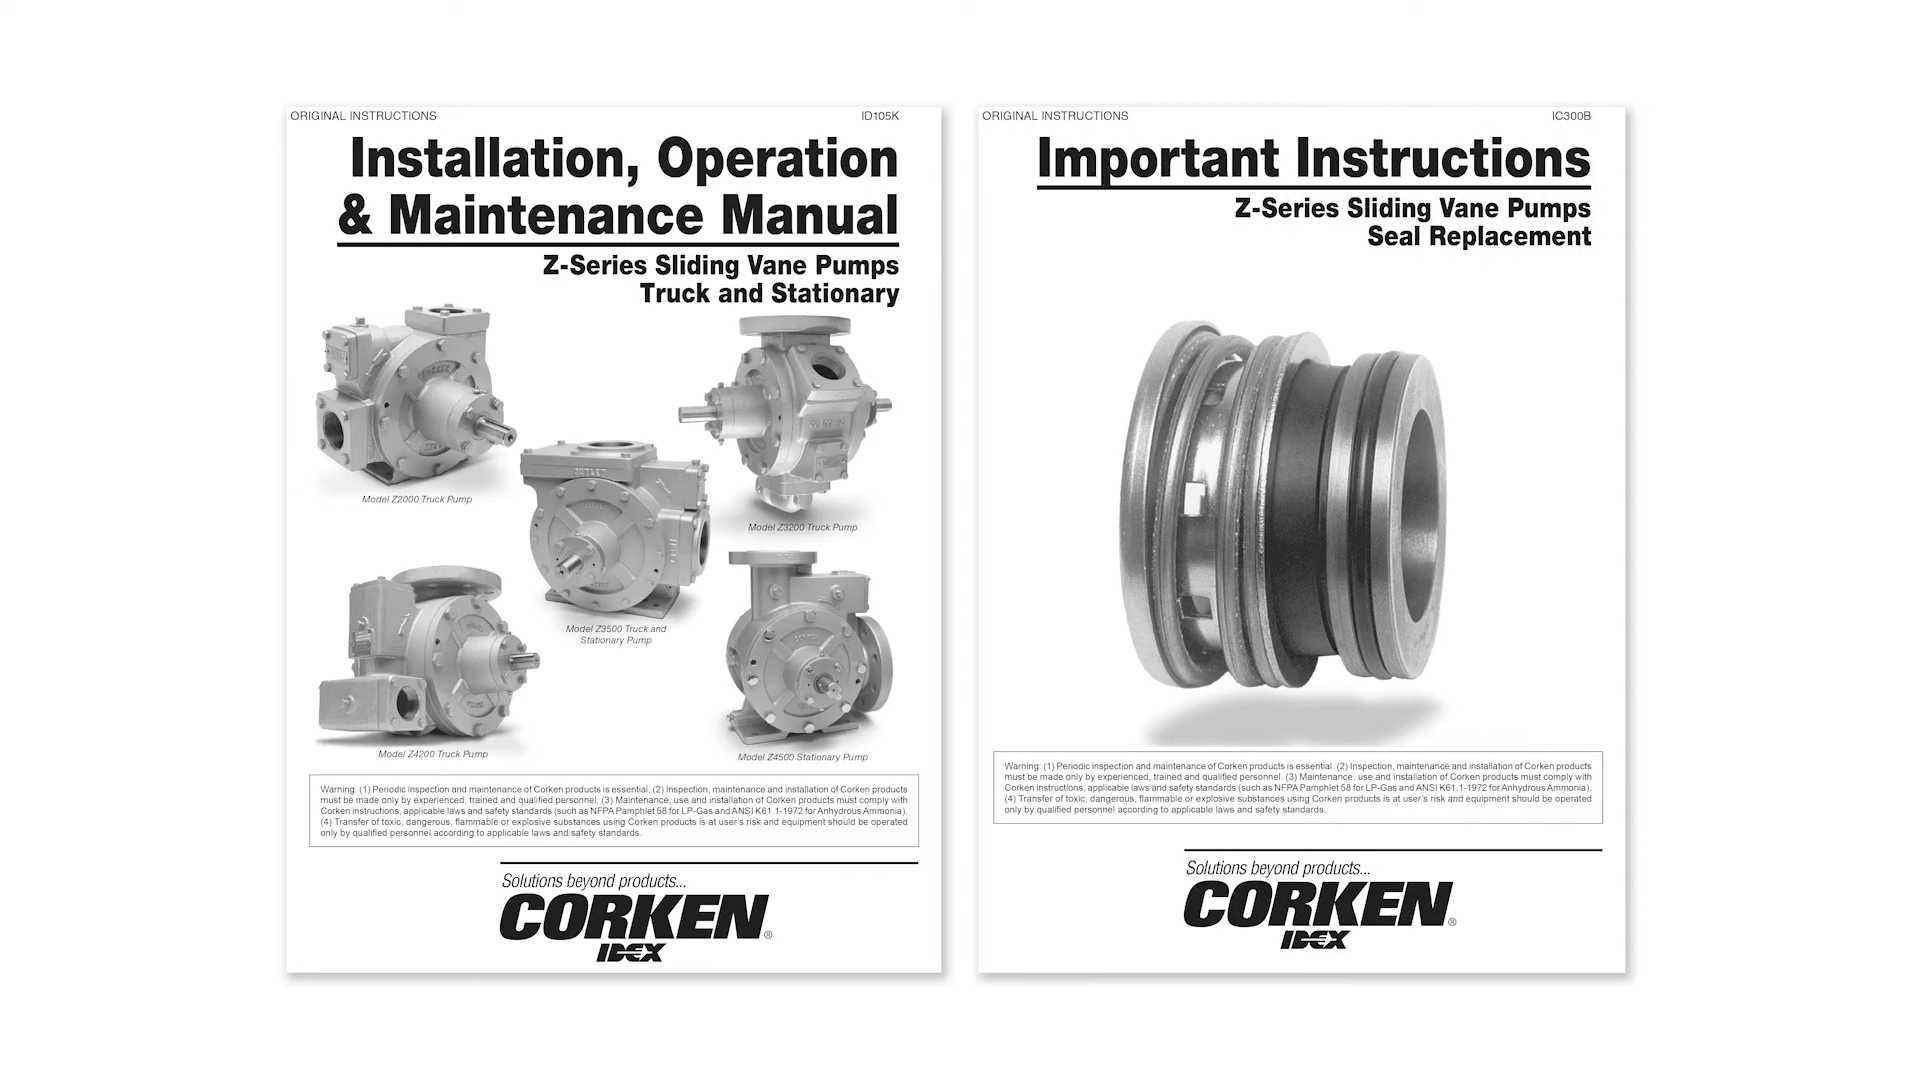 ORIGINAL INSTRUCTIONS
ID105K
Installation, Operation
& Maintenance Manual
Z-Series Sliding Vane Pumps
Truck and Stationary
Model Z2000 Truck Pump
Model Z3200 Truck Pump
OUTLET
Model Z3500 Truck and
Stationary Pump
Model Z4200 Truck Pump
CORKEN
Model Z4500 Stationary Pump
Warning: (1) Periodic inspection and maintenance of Corken products is essential. (2) Inspection, maintenance and installation of Corken products
must be made only by experienced, trained and qualified personnel. (3) Maintenance, use and installation of Corken products must comply with
Corken instructions, applicable laws and safety standards (such as NFPA Pamphlet 58 for LP-Gas and ANSI K61.1-1972 for Anhydrous Ammonia).
(4) Transfer of toxic, dangerous, flammable or explosive substances using Corken products is at user's risk and equipment should be operated
only by qualified personnel according to applicable laws and safety standards.
Solutions beyond products...
CORKEN®
IDEX
ORIGINAL INSTRUCTIONS
IC300B
Important Instructions
Z-Series Sliding Vane Pumps
Seal Replacement
Warning: (1) Periodic inspection and maintenance of Corken products is essential. (2) Inspection, maintenance and installation of Corken products
must be made only by experienced, trained and qualified personnel. (3) Maintenance, use and installation of Corken products must comply with
Corken instructions, applicable laws and safety standards (such as NFPA Pamphlet 58 for LP-Gas and ANSI K61.1-1972 for Anhydrous Ammonia).
(4) Transfer of toxic, dangerous, flammable or explosive substances using Corken products is at user's risk and equipment should be operated
only by qualified personnel according to applicable laws and safety standards.
Solutions beyond products...
CORKEN®
IDEX